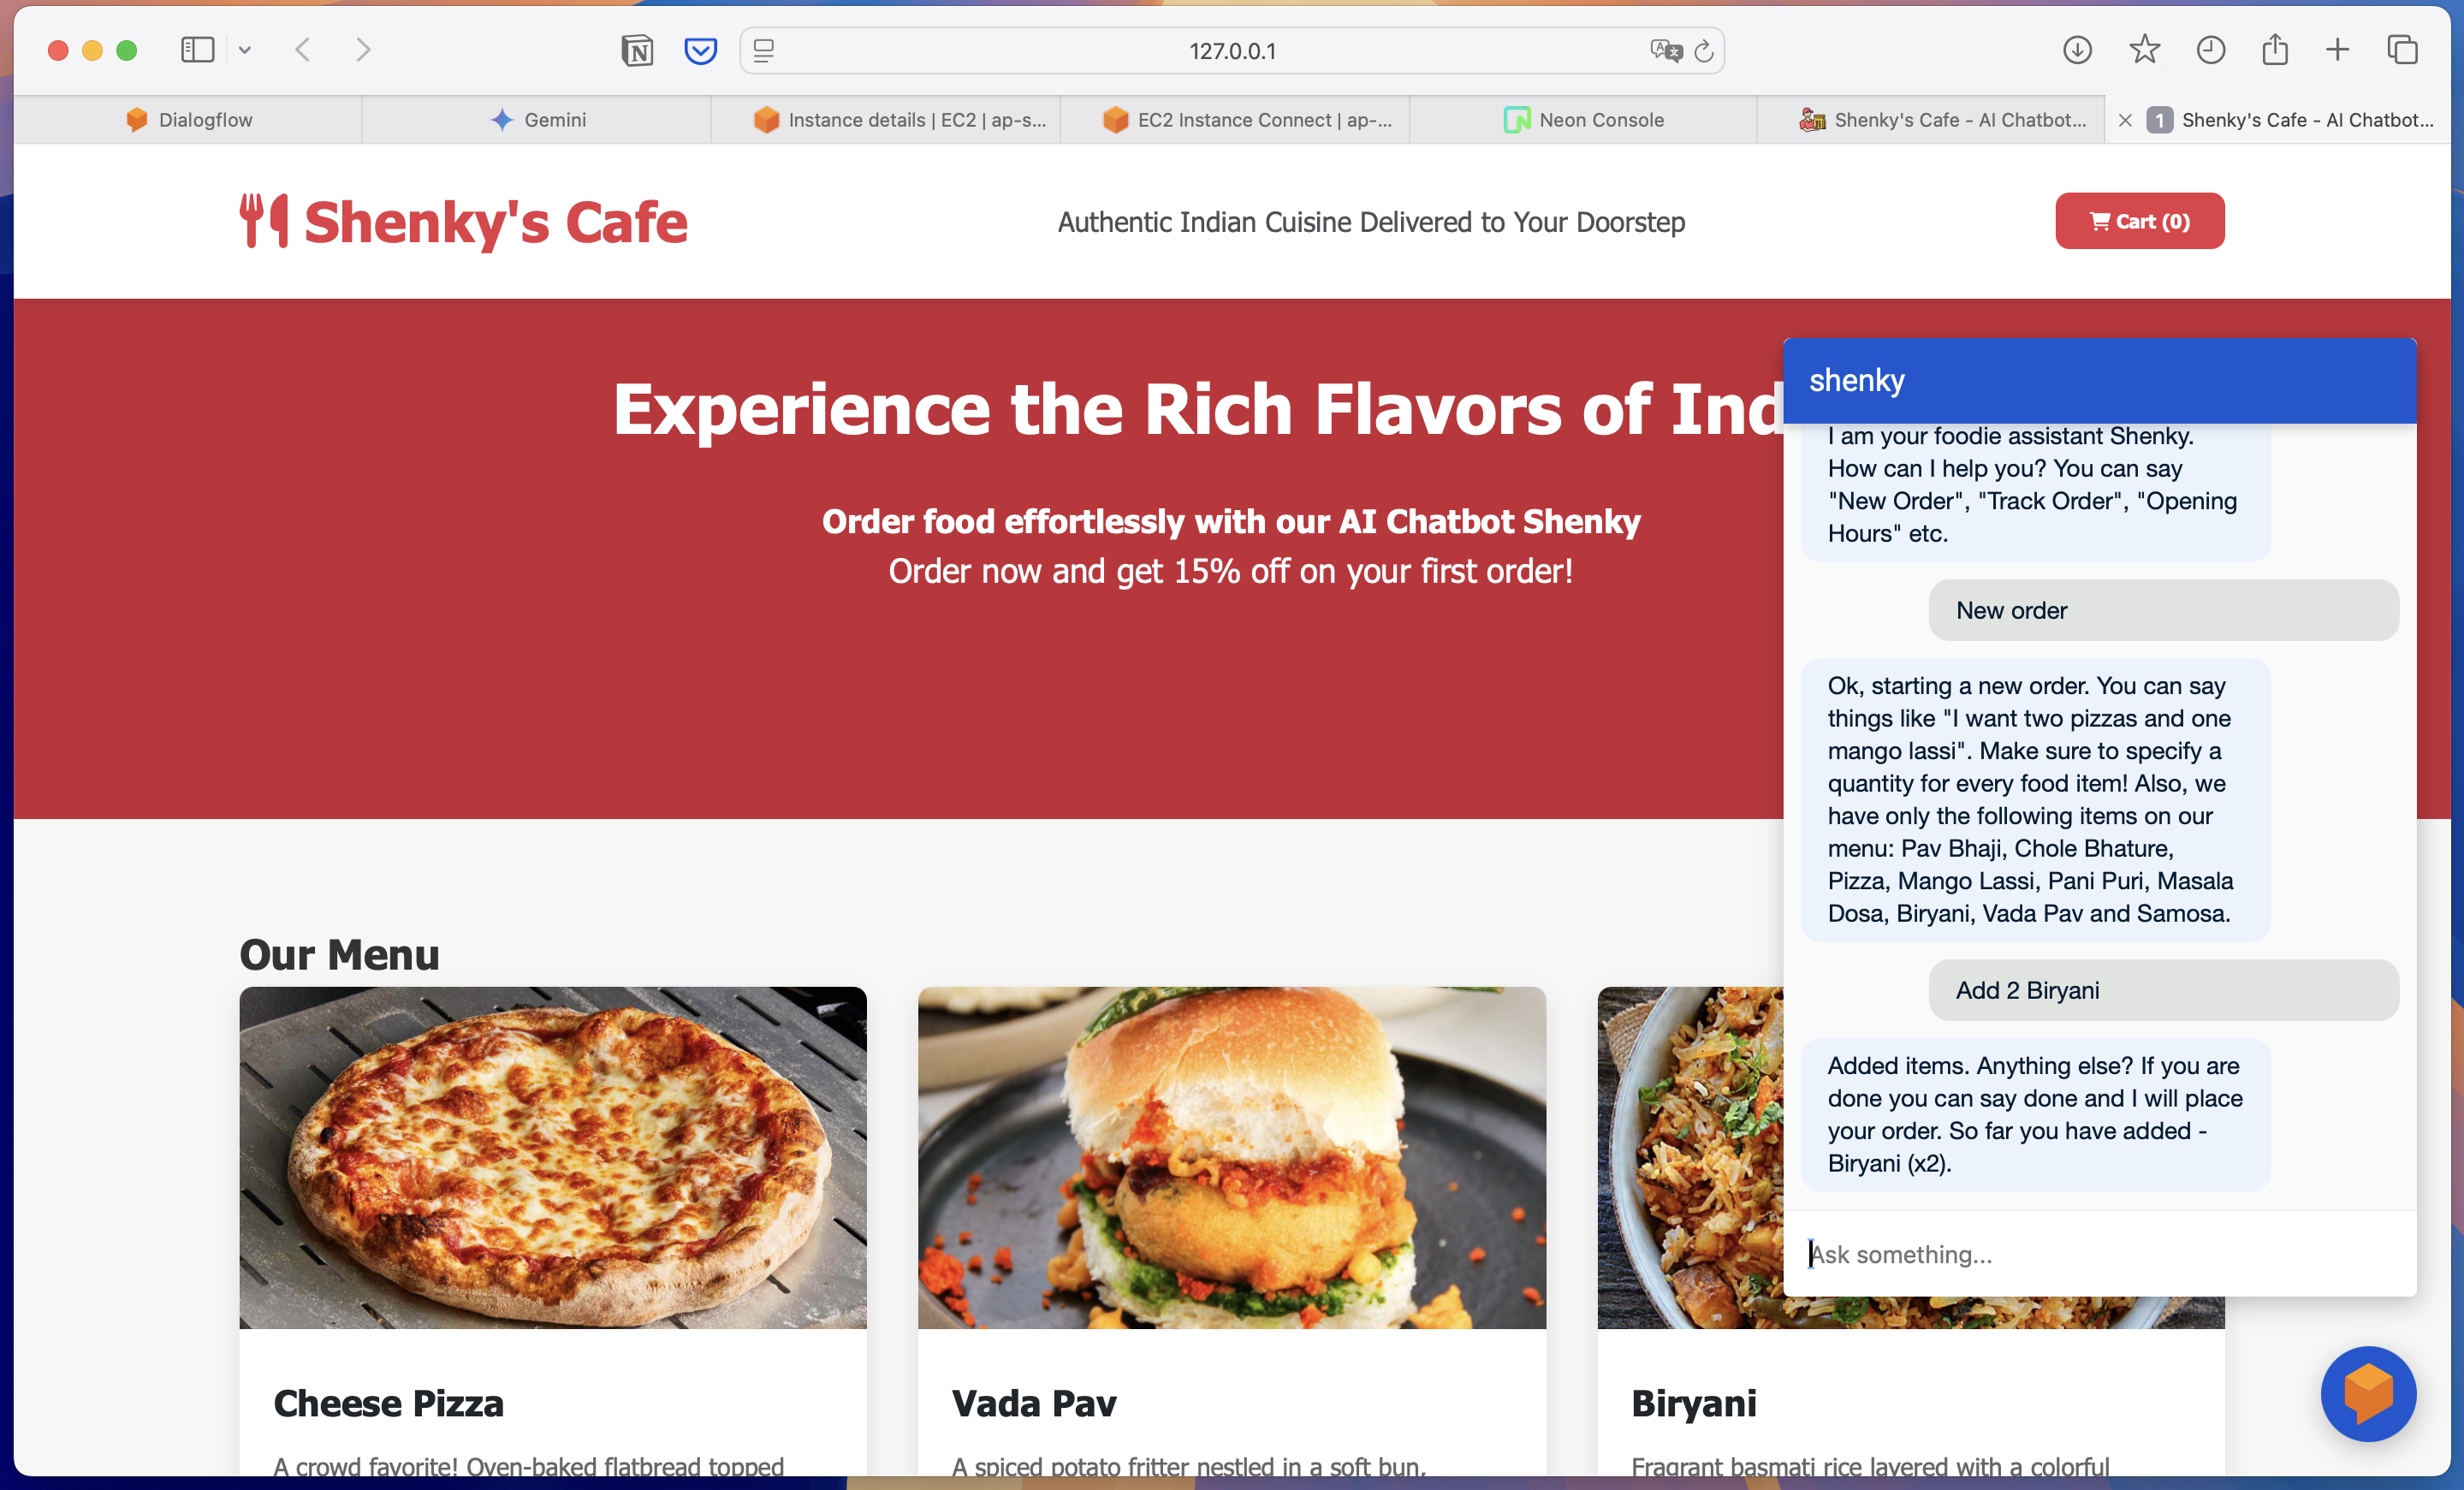 127.0.0.1
Dialogflow
Gemini
Instance details | EC2 | ap-s...
EC2 Instance Connect | ap-...
Neon Console
Shenky's Cafe - AI Chatbot...
1
Shenky's Cafe - AI Chatbot...
Shenky's Cafe
Authentic Indian Cuisine Delivered to Your Doorstep
Cart (0)
Experience the Rich Flavors of Ind
Order food effortlessly with our AI Chatbot Shenky
Order now and get 15% off on your first order!
shenky
I am your foodie assistant Shenky.
How can I help you? You can say
"New Order", "Track Order", "Opening
Hours" etc.
New order
Ok, starting a new order. You can say
things like "I want two pizzas and one
mango lassi". Make sure to specify a
quantity for every food item! Also, we
have only the following items on our
menu: Pav Bhaji, Chole Bhature,
Pizza, Mango Lassi, Pani Puri, Masala
Dosa, Biryani, Vada Pav and Samosa.
Add 2 Biryani
Added items. Anything else? If you are
done you can say done and I will place
your order. So far you have added -
Biryani (x2).
Ask something...
Our Menu
Cheese Pizza
A crowd favorite! Oven-baked flatbread topped
Vada Pav
A spiced potato fritter nestled in a soft bun,
Biryani
Fragrant basmati rice layered with a colorful